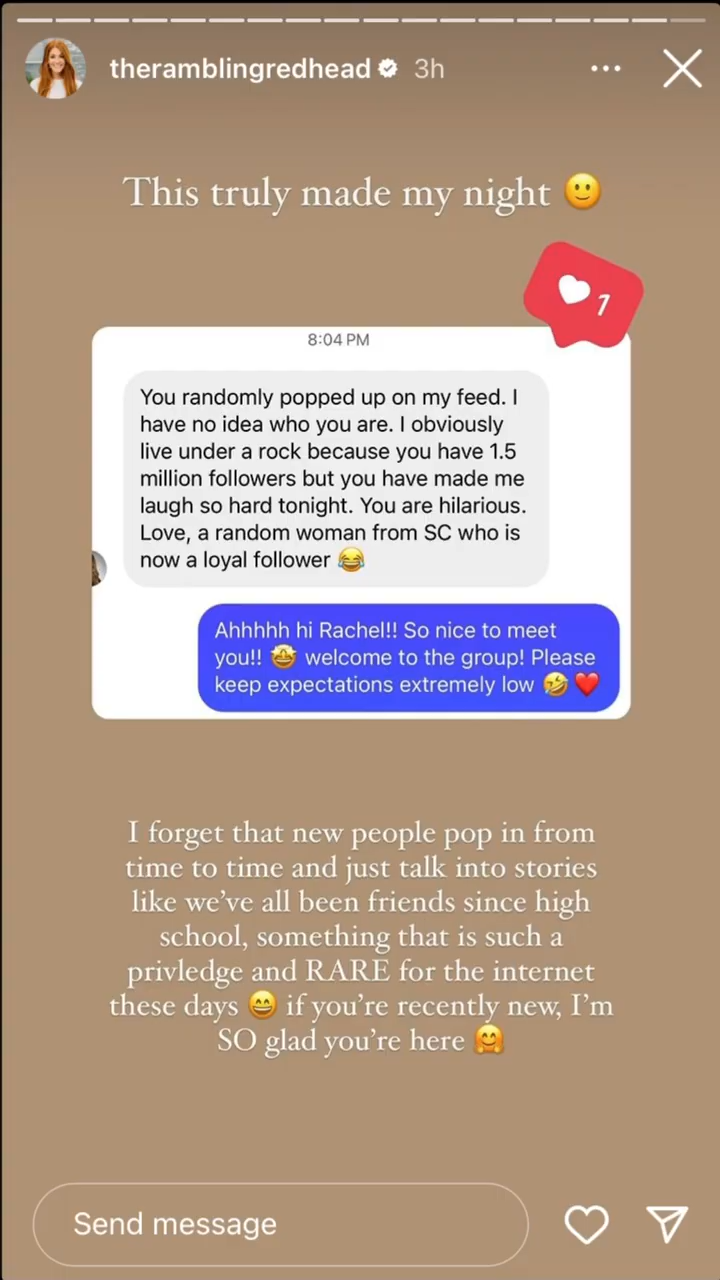 theramblingredhead 3h
This truly made my night 🙂
1
8:04 PM
You randomly popped up on my feed. I
have no idea who you are. I obviously
live under a rock because you have 1.5
million followers but you have made me
laugh so hard tonight. You are hilarious.
Love, a random woman from SC who is
now a loyal follower 😂
Ahhhhh hi Rachel!! So nice to meet
you!! 🤩 welcome to the group! Please
keep expectations extremely low 🤣❤️
I forget that new people pop in from
time to time and just talk into stories
like we’ve all been friends since high
school, something that is such a
privledge and RARE for the internet
these days 😄 if you’re recently new, I’m
SO glad you’re here 🤗
Send message